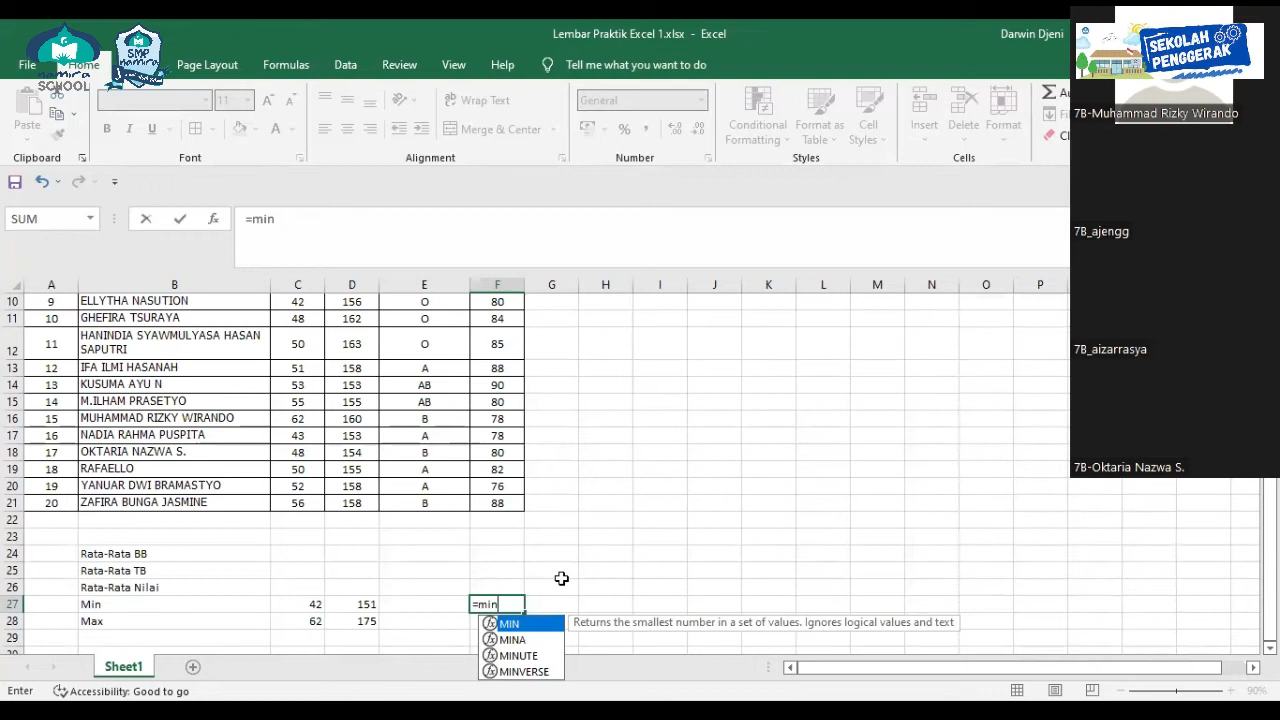 Lembar Praktik Excel 1.xlsx - Excel
Darwin Djeni
SCHOOL
SMP
SEKOLAH
PENGGERAK
File Home Page Layout Formulas Data Review View Help Tell me what you want to do
Paste
Clipboard
11
A A
B I U
A
Font
Wrap Text
Merge & Center
Alignment
General
%
Number
Conditional Formatting
Format as Table
Cell Styles
Styles
Insert
Delete
Format
Cells
7B-Muhammad Rizky Wirando
7B_ajengg
7B_aizarrasya
7B-Oktaria Nazwa S.
SUM
fx
=min
A B C D E F G H I J K L M N O P
10 9 ELLYTHA NASUTION 42 156 O 80
11 10 GHEFIRA TSURAYA 48 162 O 84
12 11 HANINDIA SYAWMULYASA HASAN SAPUTRI 50 163 O 85
13 12 IFA ILMI HASANAH 51 158 A 88
14 13 KUSUMA AYU N 53 153 AB 90
15 14 M.ILHAM PRASETYO 55 155 AB 80
16 15 MUHAMMAD RIZKY WIRANDO 62 160 B 78
17 16 NADIA RAHMA PUSPITA 43 153 A 78
18 17 OKTARIA NAZWA S. 48 154 B 80
19 18 RAFAELLO 50 155 A 82
20 19 YANUAR DWI BRAMASTYO 52 158 A 76
21 20 ZAFIRA BUNGA JASMINE 56 158 B 88
22
23
24 Rata-Rata BB
25 Rata-Rata TB
26 Rata-Rata Nilai
27 Min 42 151 =min
28 Max 62 175
29
MIN
Returns the smallest number in a set of values. Ignores logical values and text
MINA
MINUTE
MINVERSE
Sheet1
Enter
Accessibility: Good to go
90%